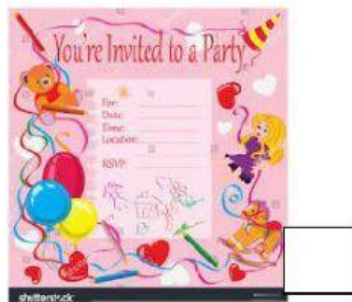 You're Invited to a Party
For:
Date:
Time:
Location:
RSVP:
shutterstock